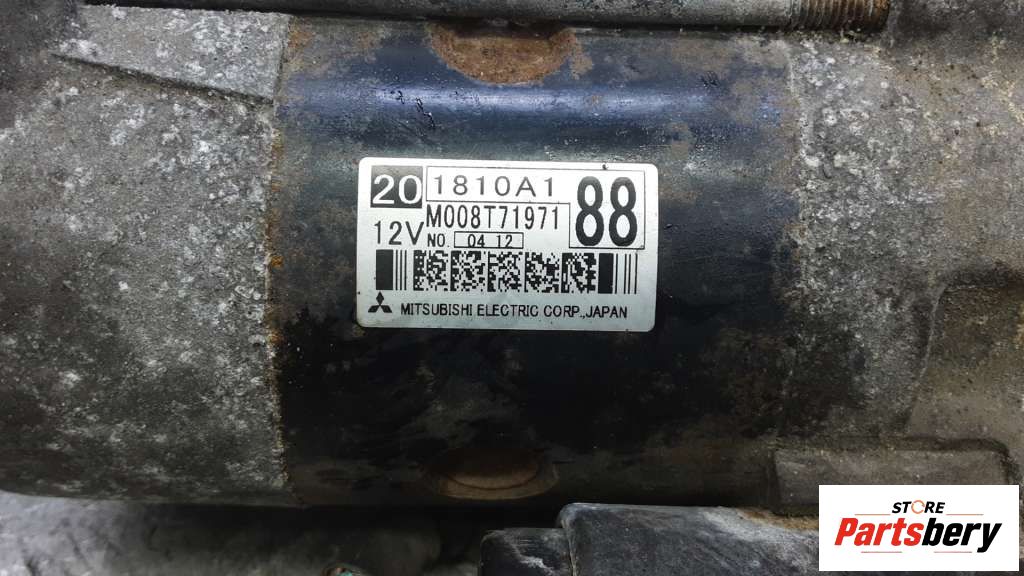 20 1810A1 88
12V M008T71971
NO. 04 12
MITSUBISHI ELECTRIC CORP.,JAPAN
STORE
Partsbery